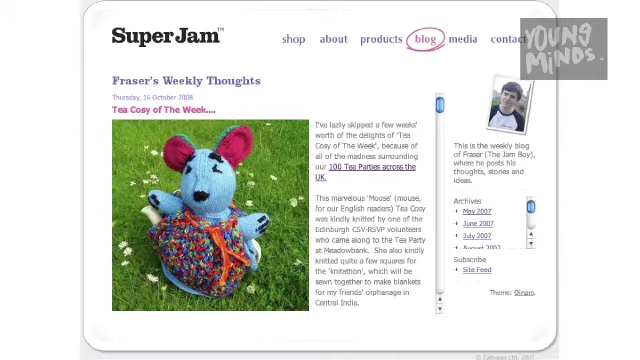 SuperJam™
shop about products blog media contact
YOUNG
MINDS.
Fraser's Weekly Thoughts
Thursday, 16 October 2008
Tea Cosy of The Week....
I've lazily skipped a few weeks'
worth of the delights of 'Tea
Cosy of The Week', because of
all of the madness surrounding
our 100 Tea Parties across the
UK.
This marvelous 'Moose' (mouse,
for our English readers) Tea Cosy
was kindly knitted by one of the
Edinburgh CSV-RSVP volunteers
who came along to the Tea Party
at Meadowbank. She also kindly
knitted quite a few squares for
the 'knitathon', which will be
sewn together to make blankets
for my friends' orphanage in
Central India.
This is the weekly blog
of Fraser (The Jam Boy),
where he posts his
thoughts, stories and
ideas.
Archives
May 2007
June 2007
July 2007
August 2007
Subscribe
Site Feed
Theme: Oinam.